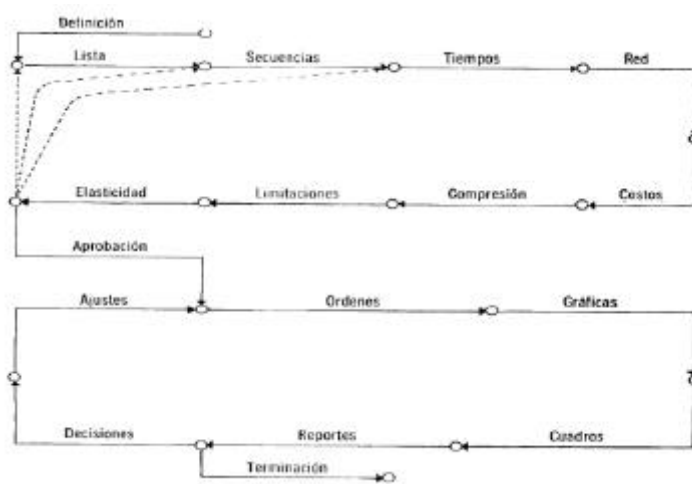 Definición
Lista
Secuencias
Tiempos
Red
Elasticidad
Limitaciones
Compresión
Costos
Aprobación
Ajustes
Ordenes
Gráficas
Decisiones
Reportes
Cuadros
Terminación